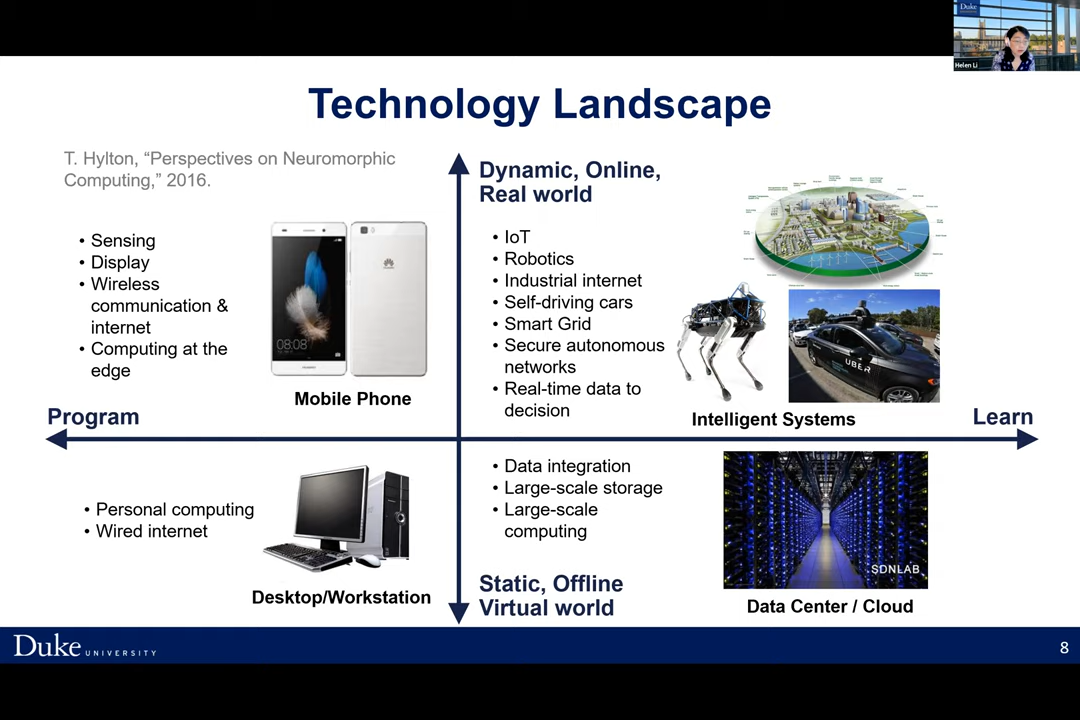 Duke
Helen Li
Technology Landscape
T. Hylton, “Perspectives on Neuromorphic
Computing,” 2016.
Dynamic, Online,
Real world
• Sensing
• Display
• Wireless
communication &
internet
• Computing at the
edge
08:08
HUAWEI
Mobile Phone
• IoT
• Robotics
• Industrial internet
• Self-driving cars
• Smart Grid
• Secure autonomous
networks
• Real-time data to
decision
UBER
Intelligent Systems
Program
Learn
• Personal computing
• Wired internet
Desktop/Workstation
• Data integration
• Large-scale storage
• Large-scale
computing
SDNLAB
Data Center / Cloud
Static, Offline
Virtual world
Duke UNIVERSITY
8